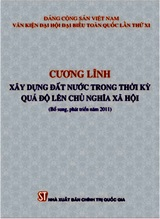 ĐẢNG CỘNG SẢN VIỆT NAM
VĂN KIỆN ĐẠI HỘI ĐẠI BIỂU TOÀN QUỐC LẦN THỨ XI
CƯƠNG LĨNH
XÂY DỰNG ĐẤT NƯỚC TRONG THỜI KỲ
QUÁ ĐỘ LÊN CHỦ NGHĨA XÃ HỘI
(Bổ sung, phát triển năm 2011)
NHÀ XUẤT BẢN CHÍNH TRỊ QUỐC GIA